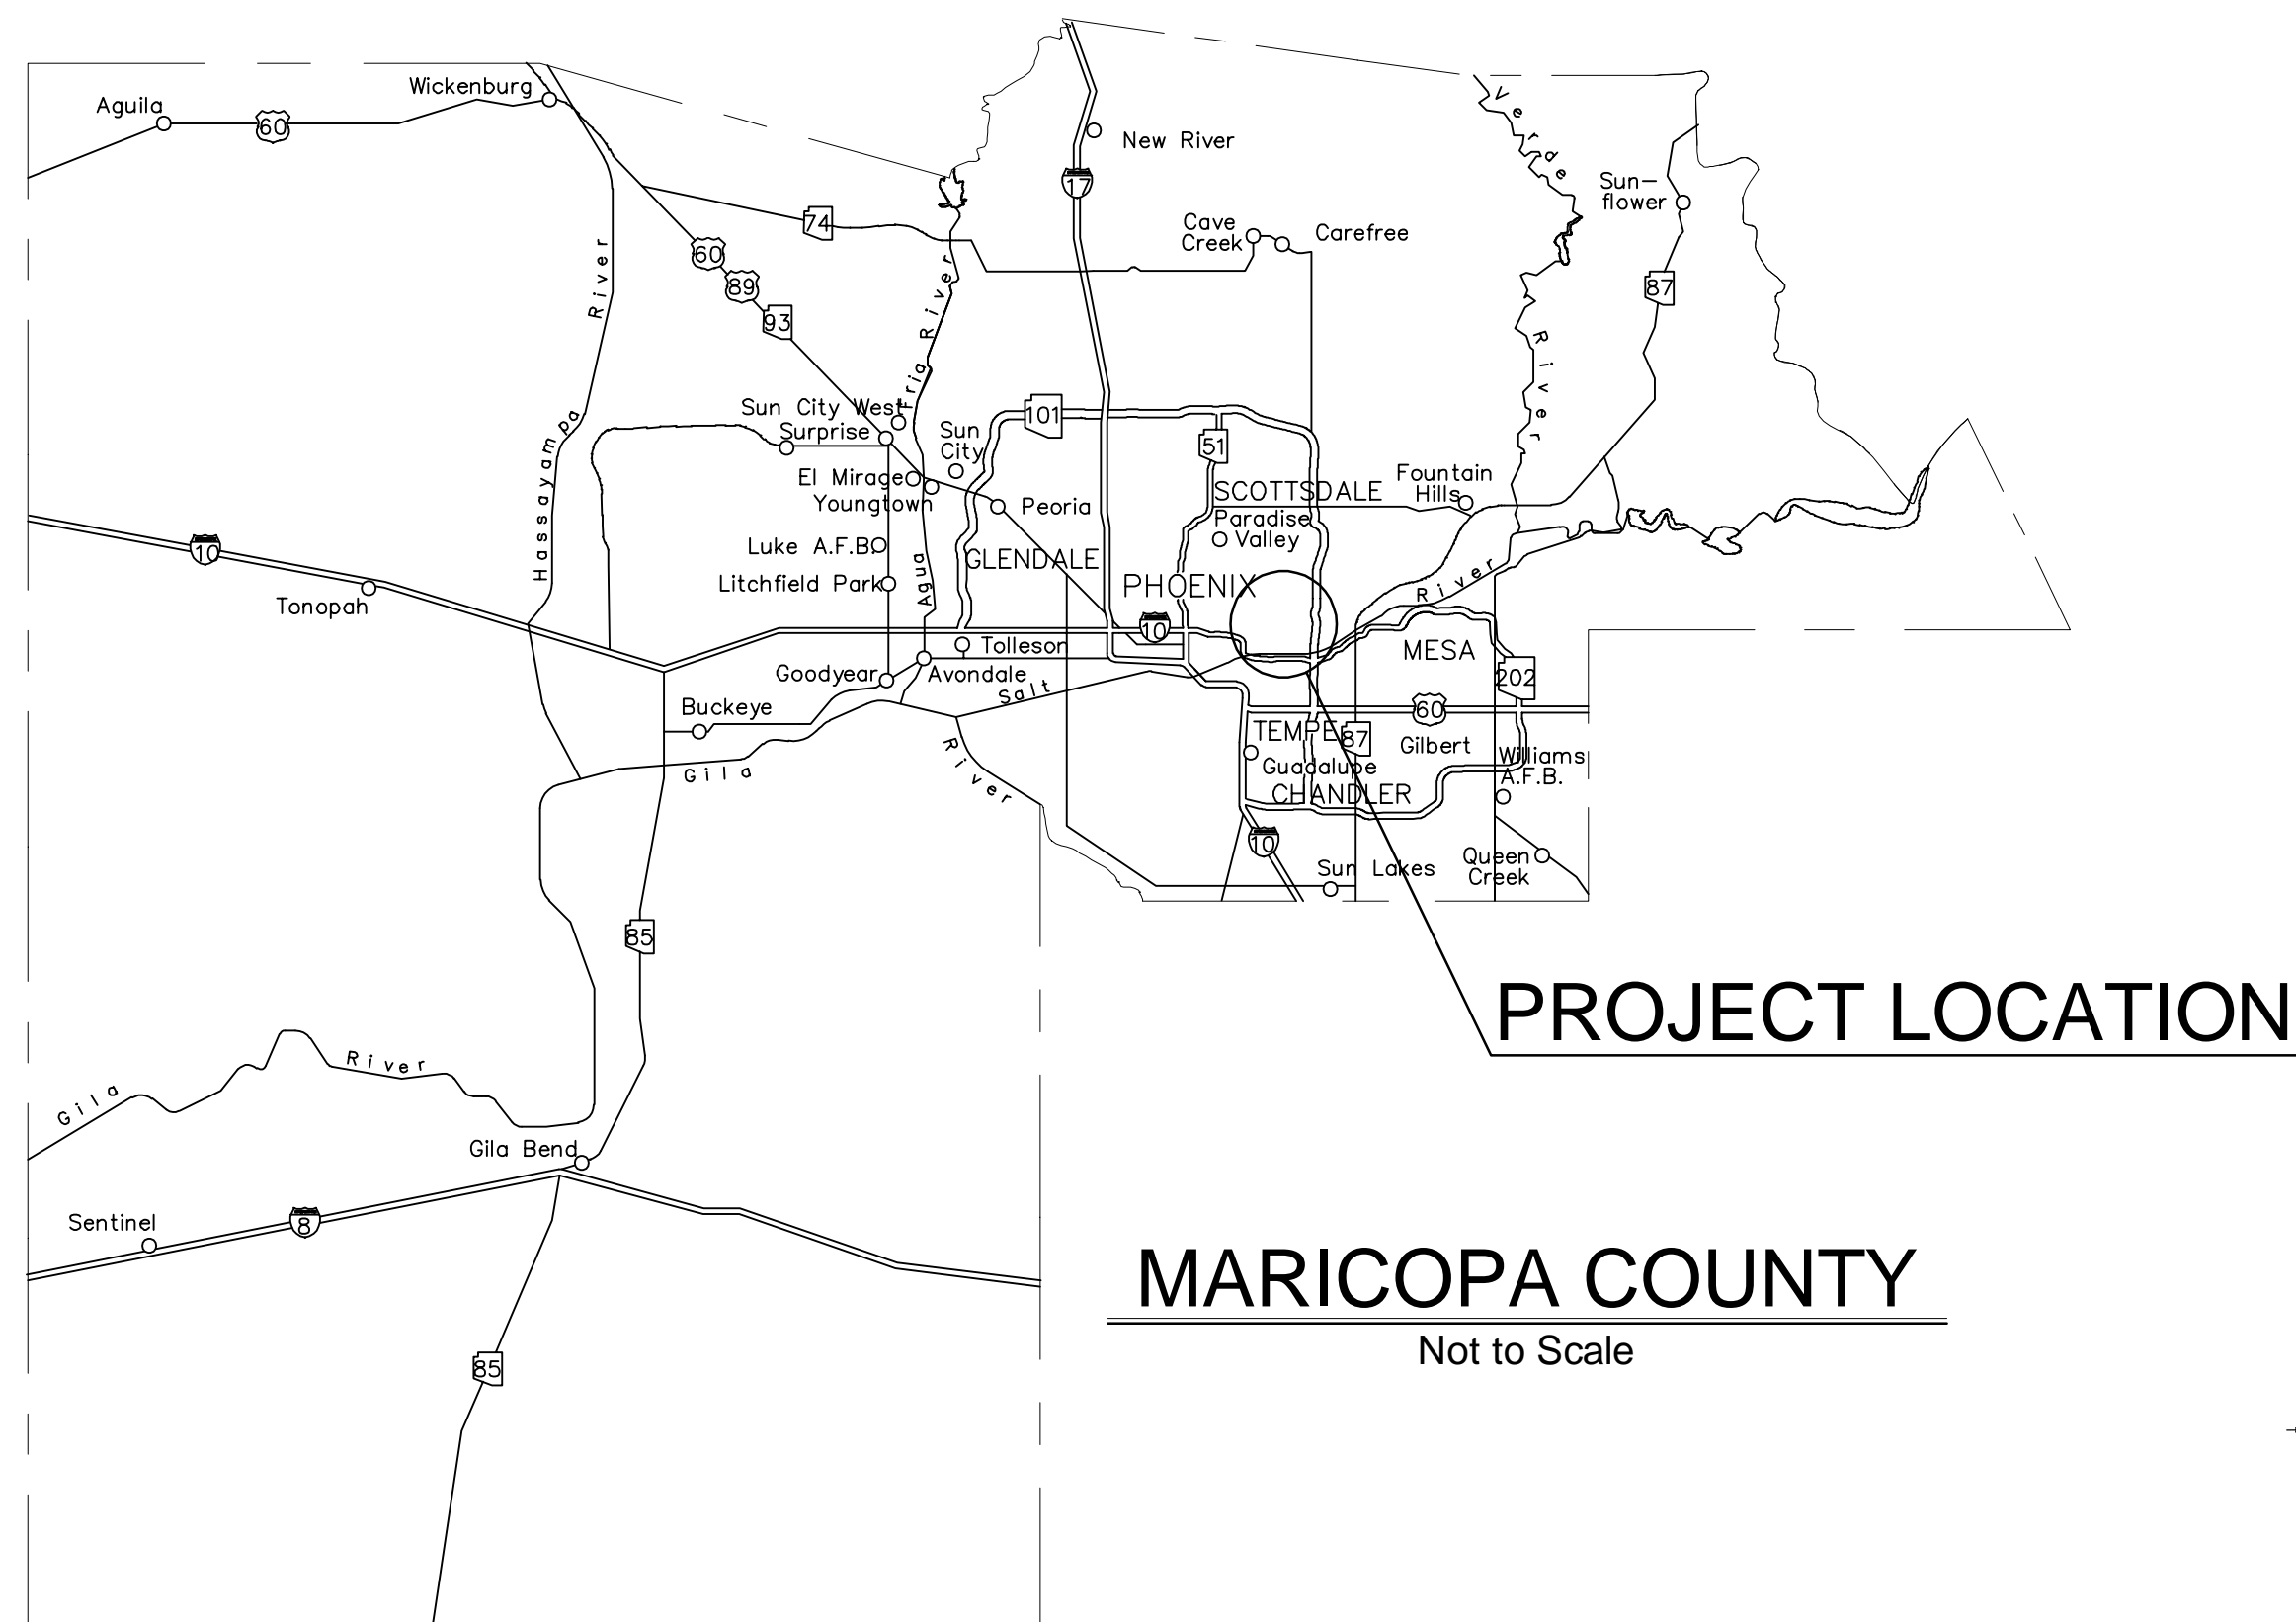 Wickenburg
Aguila
60
New River
17
Verde
Sun-
flower
74
Cave
Creek
Carefree
River
60
89
River
87
93
River
Fria
Sun City West
101
Surprise
Sun
City
51
Hassayampa
El Mirage
Fountain
Hills
SCOTTSDALE
Youngtown
Peoria
Paradise
Valley
10
Luke A.F.B.
GLENDALE
Agua
Litchfield Park
PHOENIX
River
Tonopah
10
Tolleson
MESA
Goodyear
Avondale
Salt
202
Buckeye
60
TEMPE
87
Gilbert
River
Gila
Guadalupe
Williams
A.F.B.
CHANDLER
10
Sun Lakes
Queen
Creek
85
PROJECT LOCATION
River
Gila
Gila Bend
Sentinel
8
MARICOPA COUNTY
Not to Scale
85